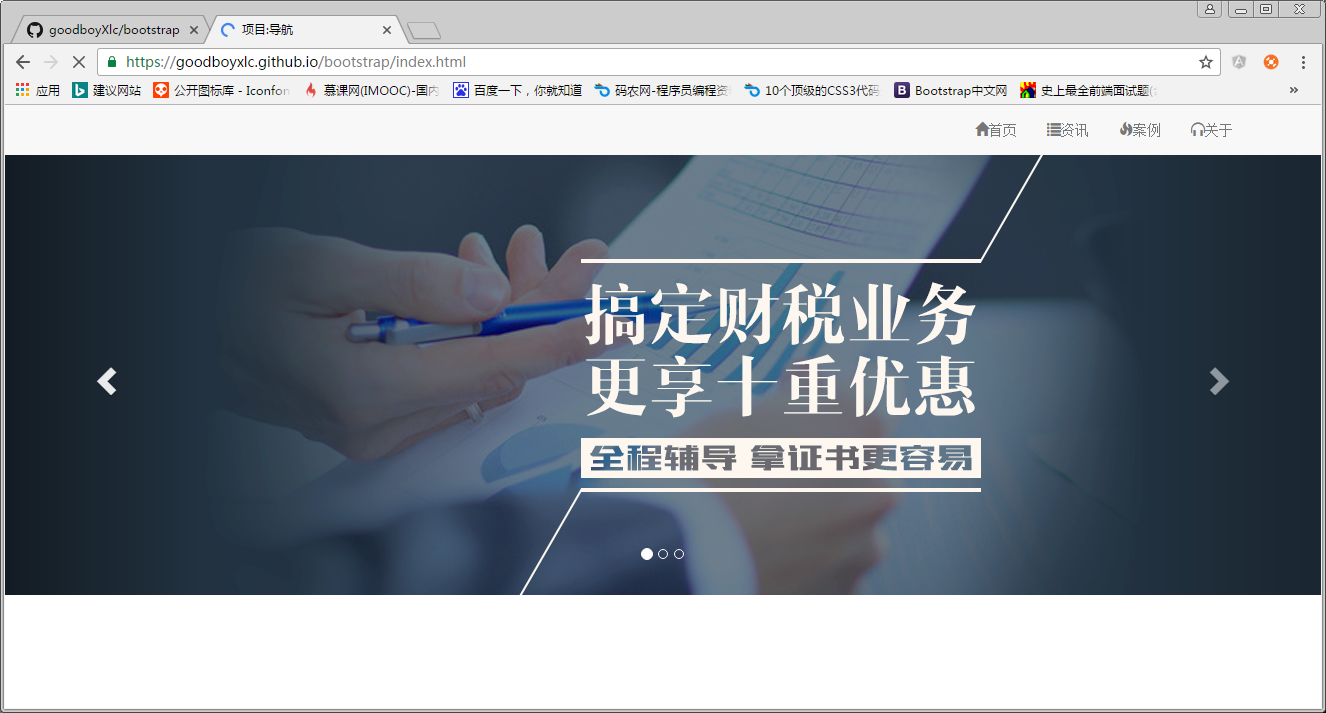 goodboyXlc/bootstrap
项目:导航
https://goodboyxlc.github.io/bootstrap/index.html
应用
建议网站
公开图标库 - Iconfon
慕课网(IMOOC)-国内
百度一下，你就知道
码农网-程序员编程资
10个顶级的CSS3代码
Bootstrap中文网
史上最全前端面试题(
首页
资讯
案例
关于
搞定财税业务
更享十重优惠
全程辅导 拿证书更容易